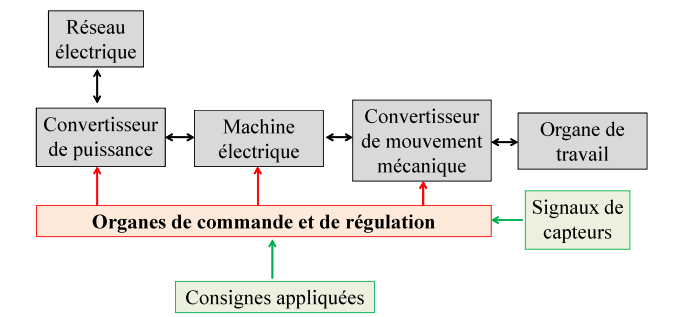 Réseau
électrique
Convertisseur
de puissance
Machine
électrique
Convertisseur
de mouvement
mécanique
Organe de
travail
Organes de commande et de régulation
Signaux de
capteurs
Consignes appliquées